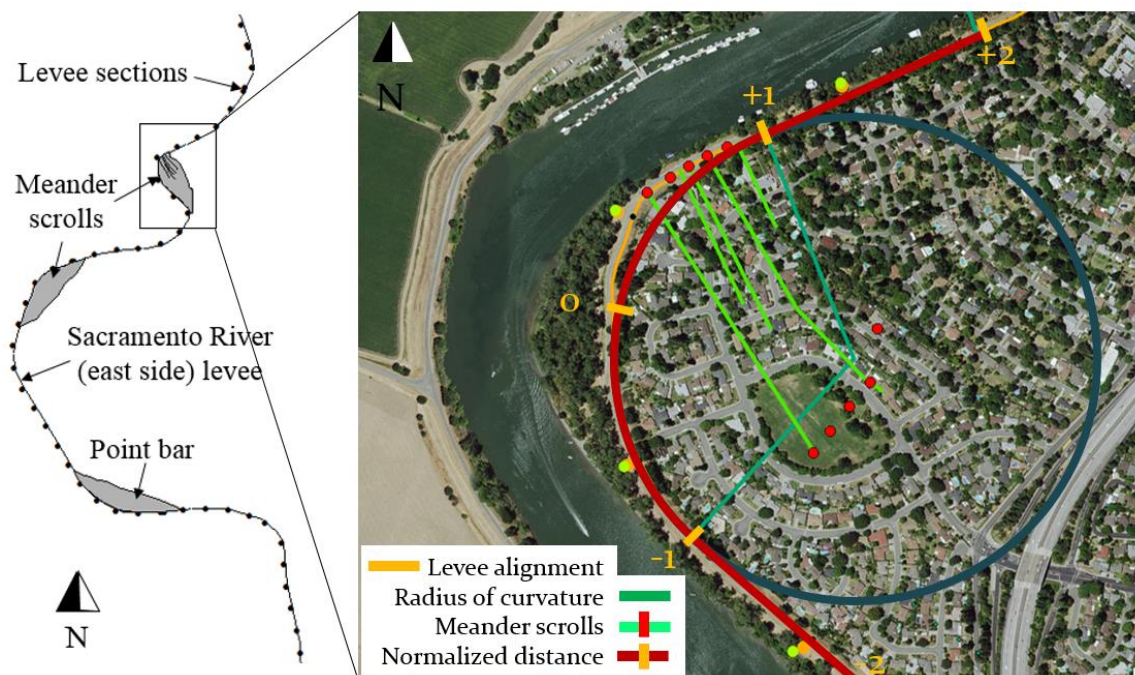 Levee sections
Meander
scrolls
Sacramento River
(east side) levee
Point bar
N
N
+2
+1
0
-1
-2
Levee alignment
Radius of curvature
Meander scrolls
Normalized distance